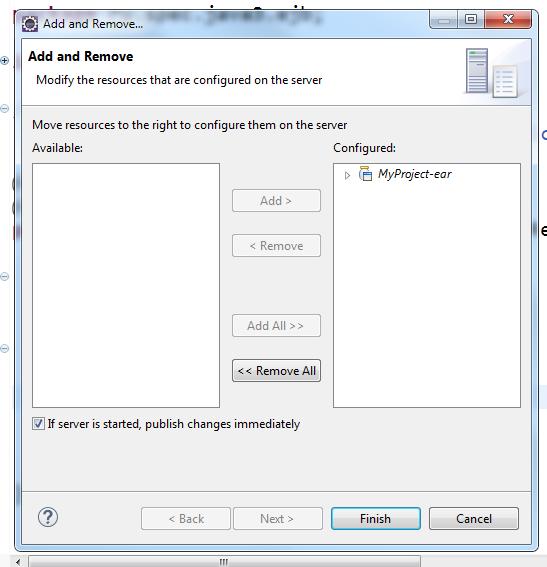 Add and Remove...
Add and Remove
Modify the resources that are configured on the server
Move resources to the right to configure them on the server
Available:
Configured:
MyProject-ear
Add >
< Remove
Add All >>
<< Remove All
If server is started, publish changes immediately
< Back
Next >
Finish
Cancel